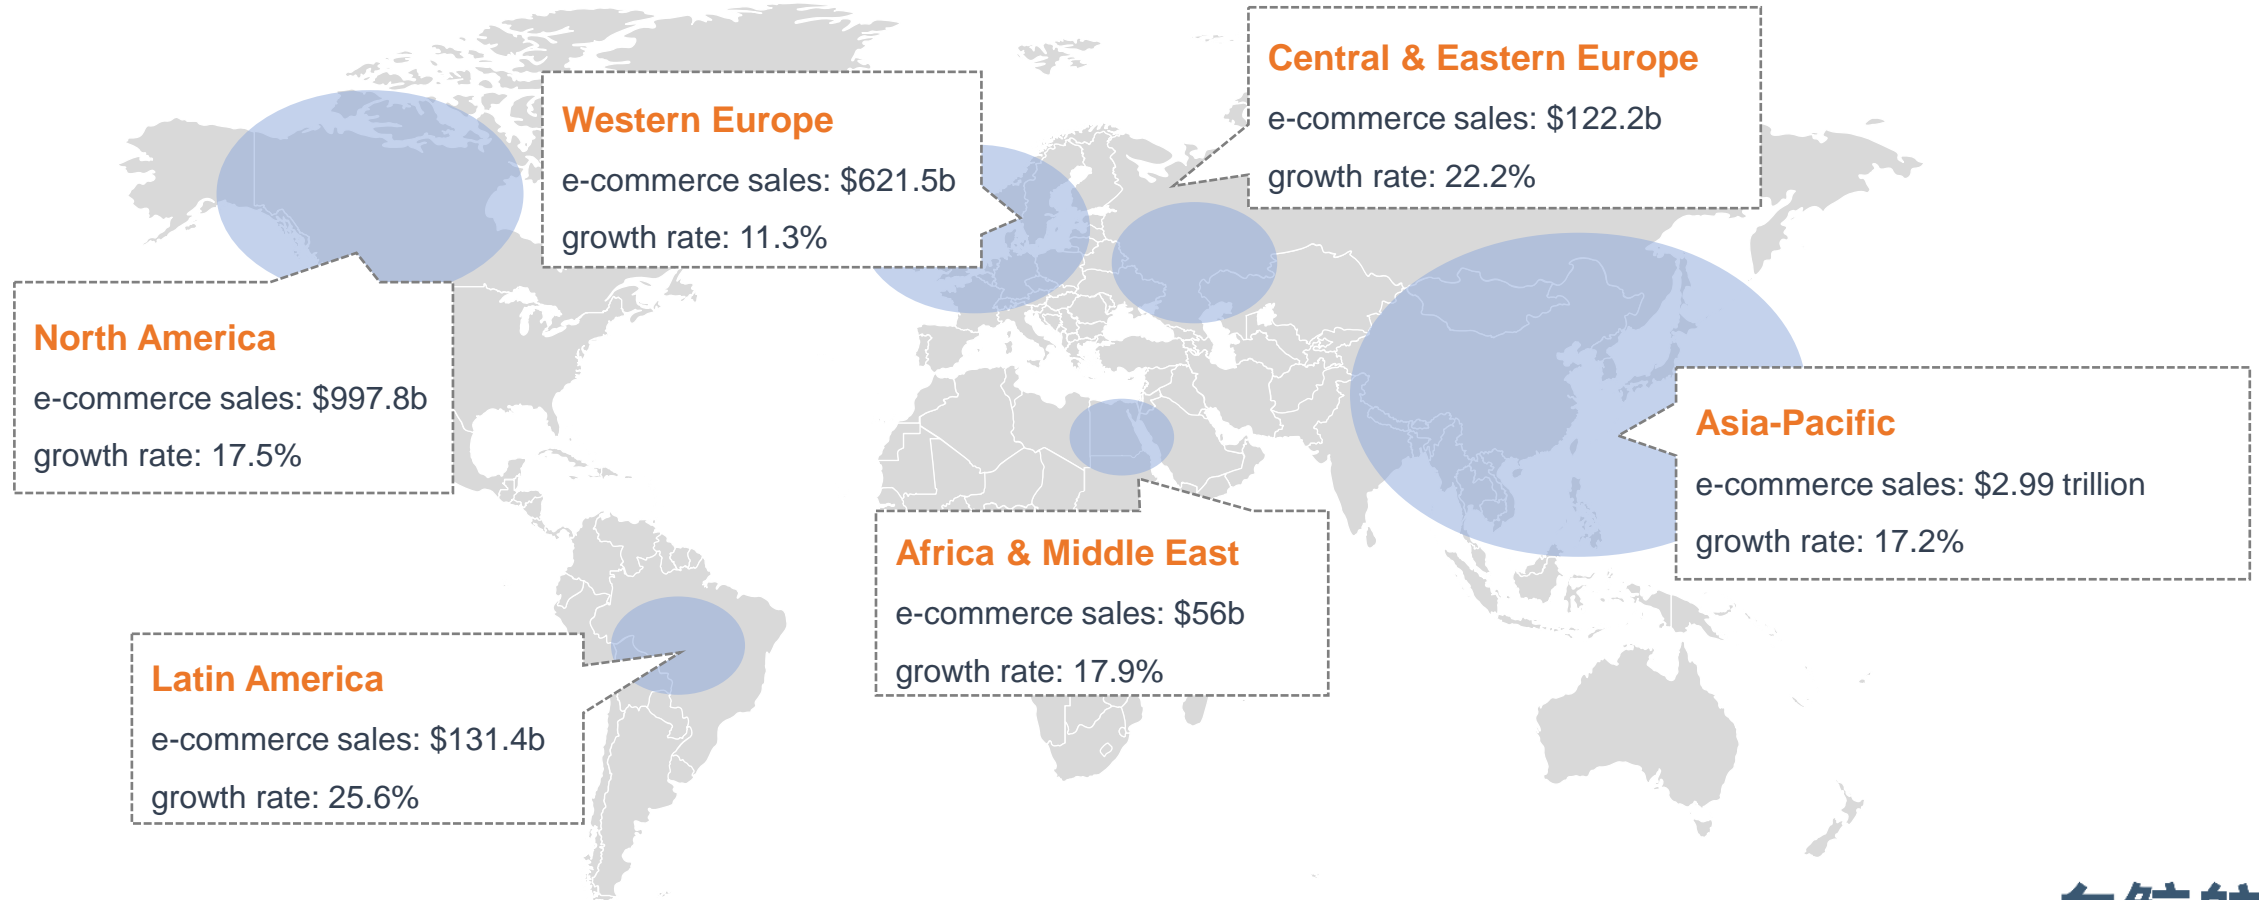 Central & Eastern Europe
e-commerce sales: $122.2b
growth rate: 22.2%
Western Europe
e-commerce sales: $621.5b
growth rate: 11.3%
North America
e-commerce sales: $997.8b
growth rate: 17.5%
Asia-Pacific
e-commerce sales: $2.99 trillion
growth rate: 17.2%
Africa & Middle East
e-commerce sales: $56b
growth rate: 17.9%
Latin America
e-commerce sales: $131.4b
growth rate: 25.6%